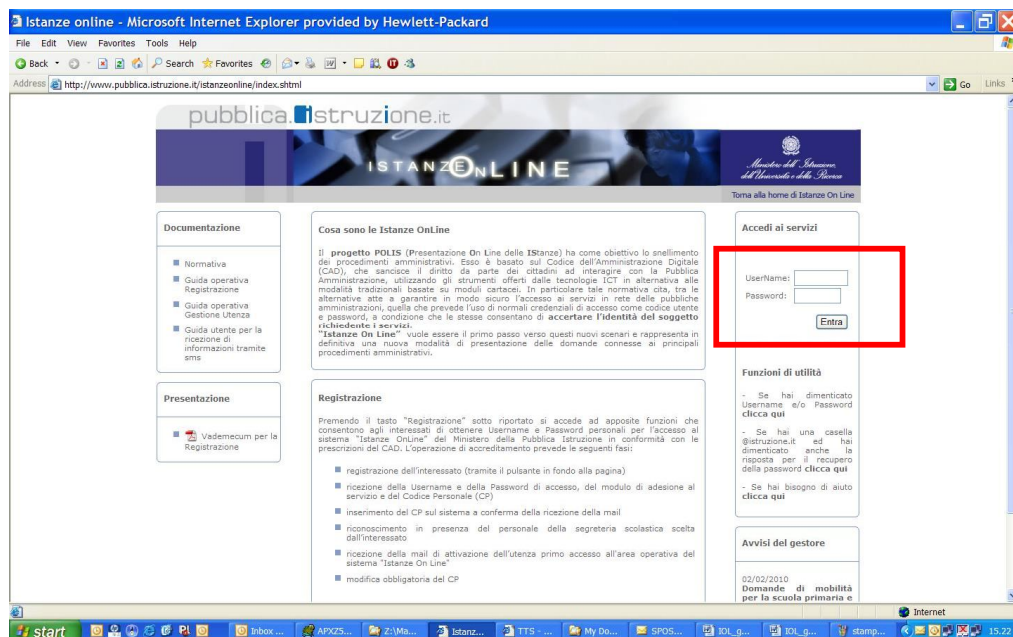 Istanze online - Microsoft Internet Explorer provided by Hewlett-Packard
File Edit View Favorites Tools Help
Back Search Favorites
Address http://www.pubblica.istruzione.it/istanzeonline/index.shtml Go Links
pubblica.istruzione.it
ISTANZE ON LINE
Ministero dell'Istruzione,
dell'Università e della Ricerca
Torna alla home di Istanze On Line
Documentazione
Normativa
Guida operativa
Registrazione
Guida operativa
Gestione Utenza
Guida utente per la
ricezione di
informazioni tramite
sms
Presentazione
Vademecum per la
Registrazione
Cosa sono le Istanze OnLine
Il progetto POLIS (Presentazione On Line delle IStanze) ha come obiettivo lo snellimento
dei procedimenti amministrativi. Esso è basato sul Codice dell'Amministrazione Digitale
(CAD), che sancisce il diritto da parte dei cittadini ad interagire con la Pubblica
Amministrazione, utilizzando gli strumenti offerti dalle tecnologie ICT in alternativa alle
modalità tradizionali basate su moduli cartacei. In particolare tale normativa cita, tra le
alternative atte a garantire in modo sicuro l'accesso ai servizi in rete delle pubbliche
amministrazioni, quella che prevede l'uso di normali credenziali di accesso come codice utente
e password, a condizione che le stesse consentano di accertare l'identità del soggetto
richiedente i servizi.
"Istanze On Line" vuole essere il primo passo verso questi nuovi scenari e rappresenta in
definitiva una nuova modalità di presentazione delle domande connesse ai principali
procedimenti amministrativi.
Registrazione
Premendo il tasto "Registrazione" sotto riportato si accede ad apposite funzioni che
consentono agli interessati di ottenere Username e Password personali per l'accesso al
sistema "Istanze OnLine" del Ministero della Pubblica Istruzione in conformità con le
prescrizioni del CAD. L'operazione di accreditamento prevede le seguenti fasi:
registrazione dell'interessato (tramite il pulsante in fondo alla pagina)
ricezione della Username e della Password di accesso, del modulo di adesione al
servizio e del Codice Personale (CP)
inserimento del CP sul sistema a conferma della ricezione della mail
riconoscimento in presenza del personale della segreteria scolastica scelta
dall'interessato
ricezione della mail di attivazione dell'utenza primo accesso all'area operativa del
sistema "Istanze On Line"
modifica obbligatoria del CP
Accedi ai servizi
UserName:
Password:
Entra
Funzioni di utilità
- Se hai dimenticato
Username e/o Password
clicca qui
- Se hai una casella
@istruzione.it ed hai
dimenticato anche la
risposta per il recupero
della password clicca qui
- Se hai bisogno di aiuto
clicca qui
Avvisi del gestore
02/02/2010
Domande di mobilità
per la scuola primaria e
Internet
start Inbox ... APXZ5... Z:\Ma... Istanz... TTS - ... My Do... SPOS... IOL_g... IOL_g... stamp... 15.22